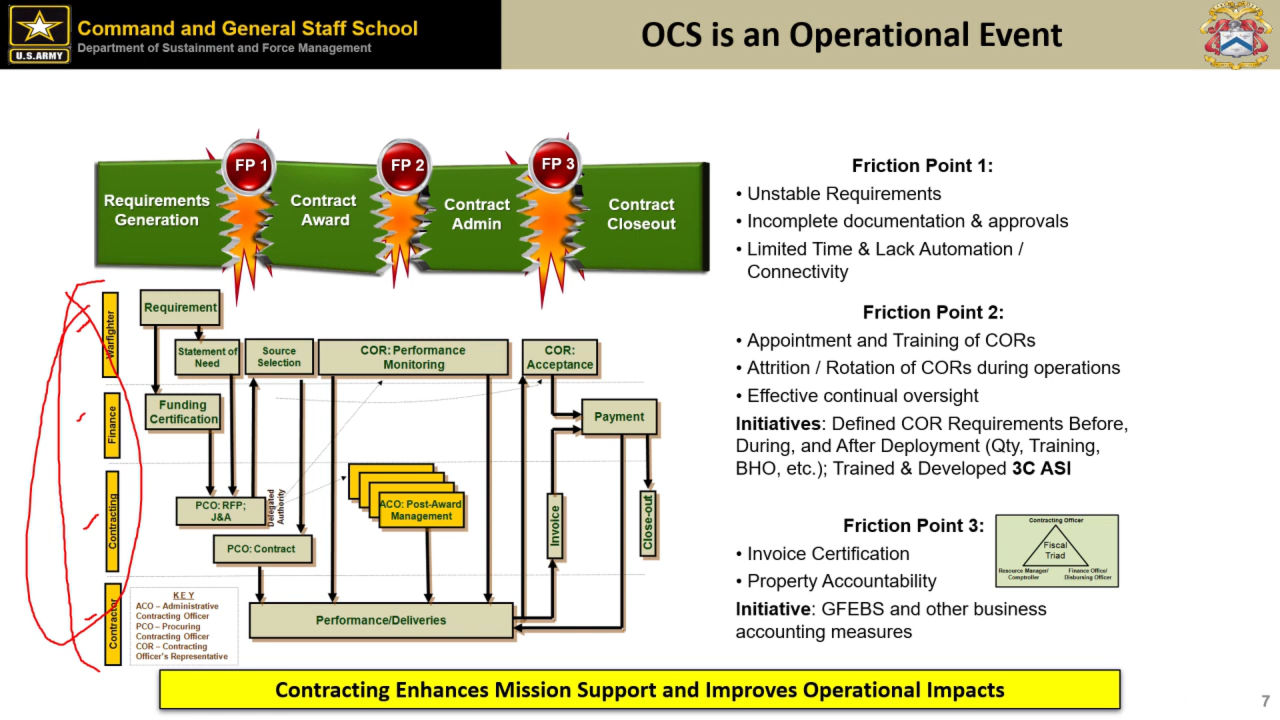 Command and General Staff School
Department of Sustainment and Force Management
U.S.ARMY
OCS is an Operational Event
FP 1
FP 2
FP 3
Requirements
Generation
Contract
Award
Contract
Admin
Contract
Closeout
Warfighter
Finance
Contracting
Contractor
Requirement
Statement of
Need
Source
Selection
COR: Performance
Monitoring
COR:
Acceptance
Funding
Certification
Payment
PCO: RFP;
J&A
Delegated
Authority
ACO: Post-Award
Management
PCO: Contract
Invoice
Close-out
Performance/Deliveries
KEY
ACO – Administrative
Contracting Officer
PCO – Procuring
Contracting Officer
COR – Contracting
Officer's Representative
Friction Point 1:
• Unstable Requirements
• Incomplete documentation & approvals
• Limited Time & Lack Automation /
Connectivity
Friction Point 2:
• Appointment and Training of CORs
• Attrition / Rotation of CORs during operations
• Effective continual oversight
Initiatives: Defined COR Requirements Before,
During, and After Deployment (Qty, Training,
BHO, etc.); Trained & Developed 3C ASI
Friction Point 3:
• Invoice Certification
• Property Accountability
Initiative: GFEBS and other business
accounting measures
Contracting Officer
Fiscal
Triad
Resource Manager/
Comptroller
Finance Office/
Disbursing Officer
Contracting Enhances Mission Support and Improves Operational Impacts
7